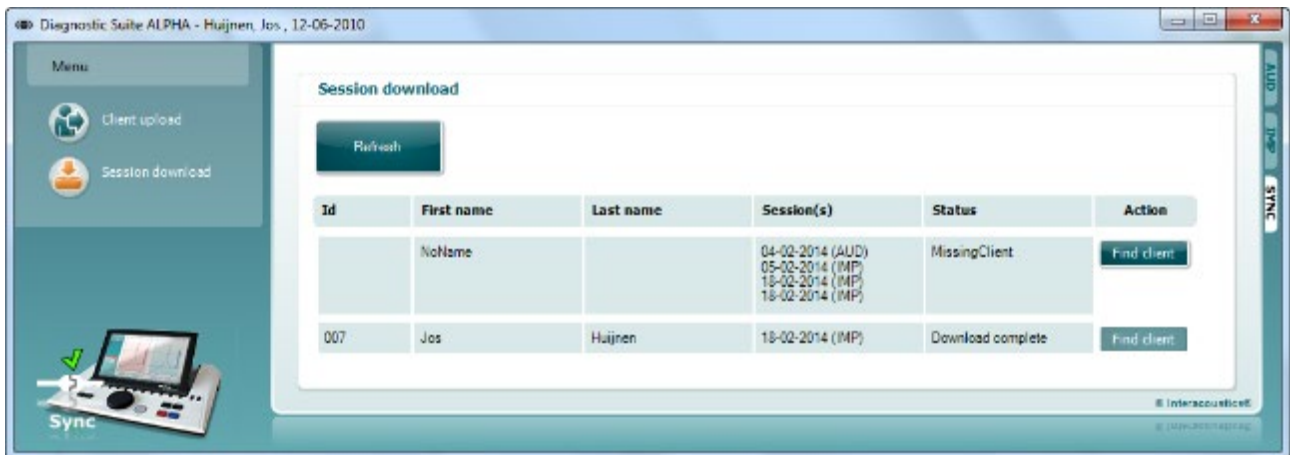 Diagnostic Suite ALPHA - Huijnen, Jos , 12-06-2010
Menu
Client upload
Session download
Sync
Session download
Refresh
Id First name Last name Session(s) Status Action
NoName 04-02-2014 (AUD) MissingClient Find client
05-02-2014 (IMP)
18-02-2014 (IMP)
18-02-2014 (IMP)
007 Jos Huijnen 18-02-2014 (IMP) Download complete Find client
® Interacoustics®
AUD
IMP
SYNC